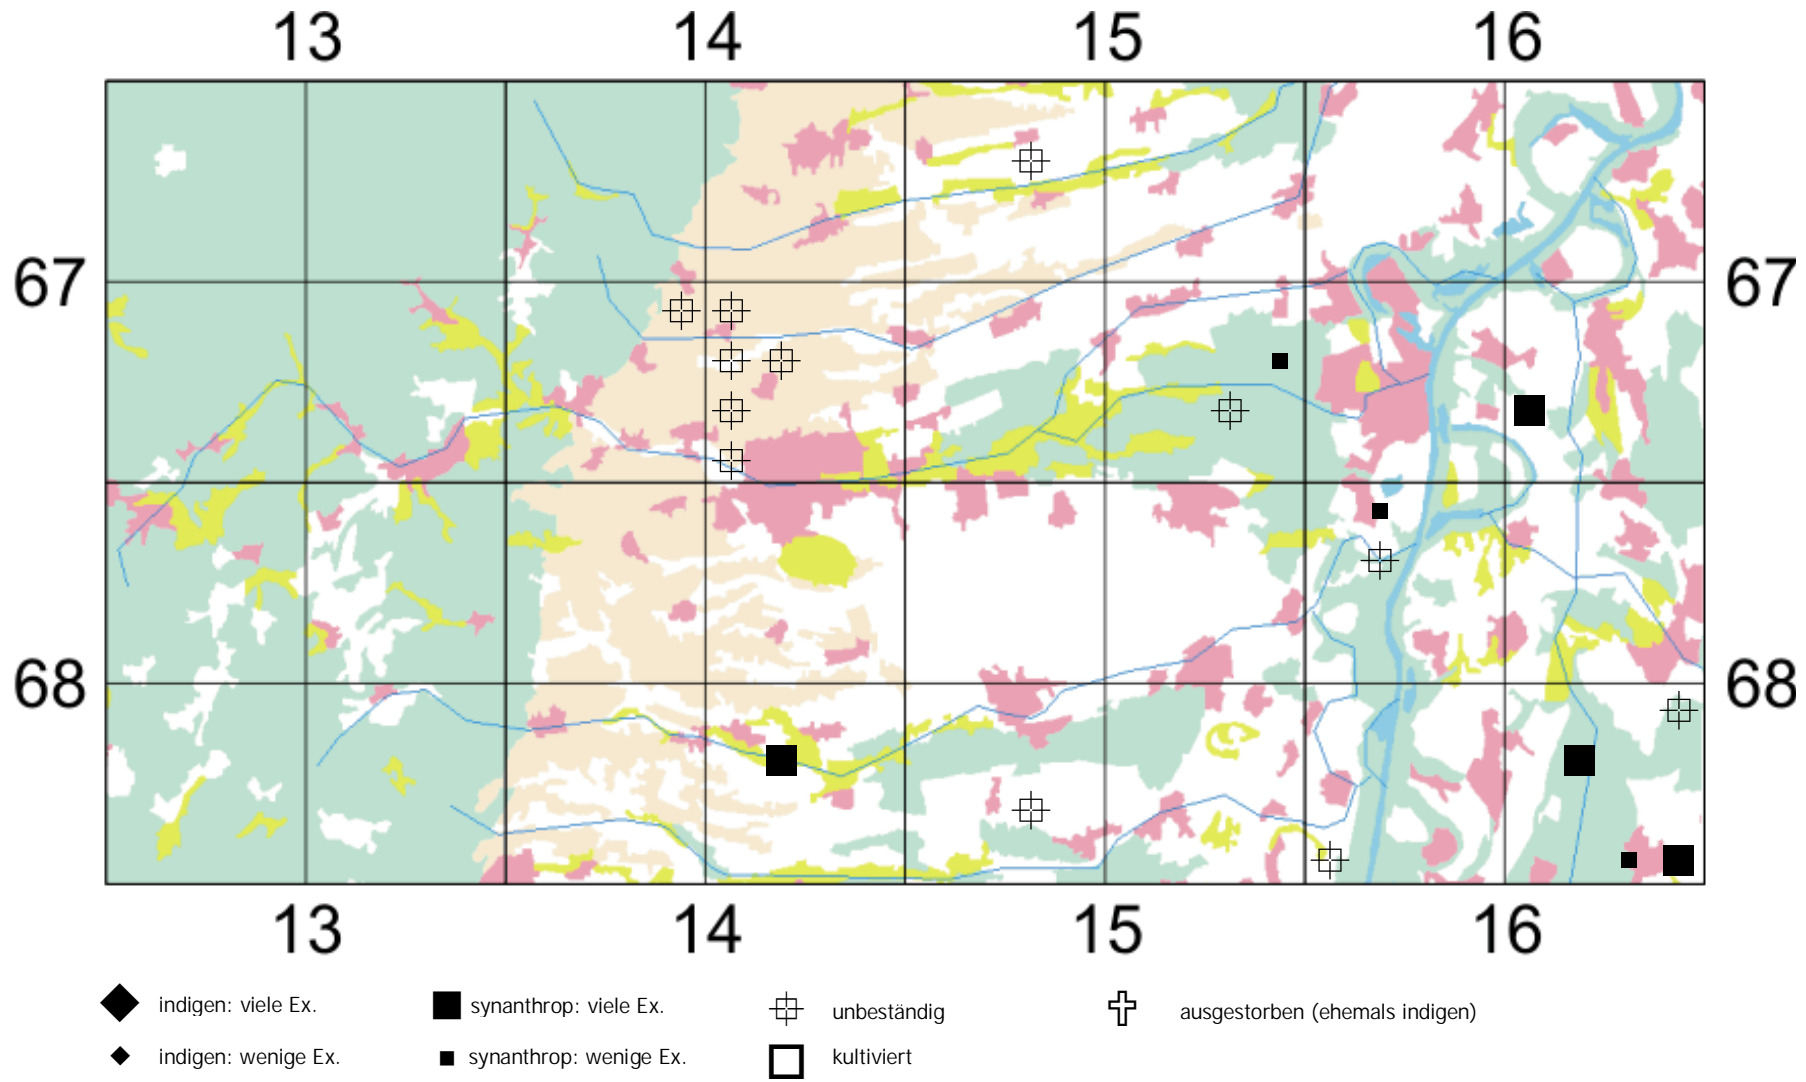 13 14 15 16
67 67
68 68
13 14 15 16
indigen: viele Ex. synanthrop: viele Ex. unbeständig ausgestorben (ehemals indigen)
indigen: wenige Ex. synanthrop: wenige Ex. kultiviert